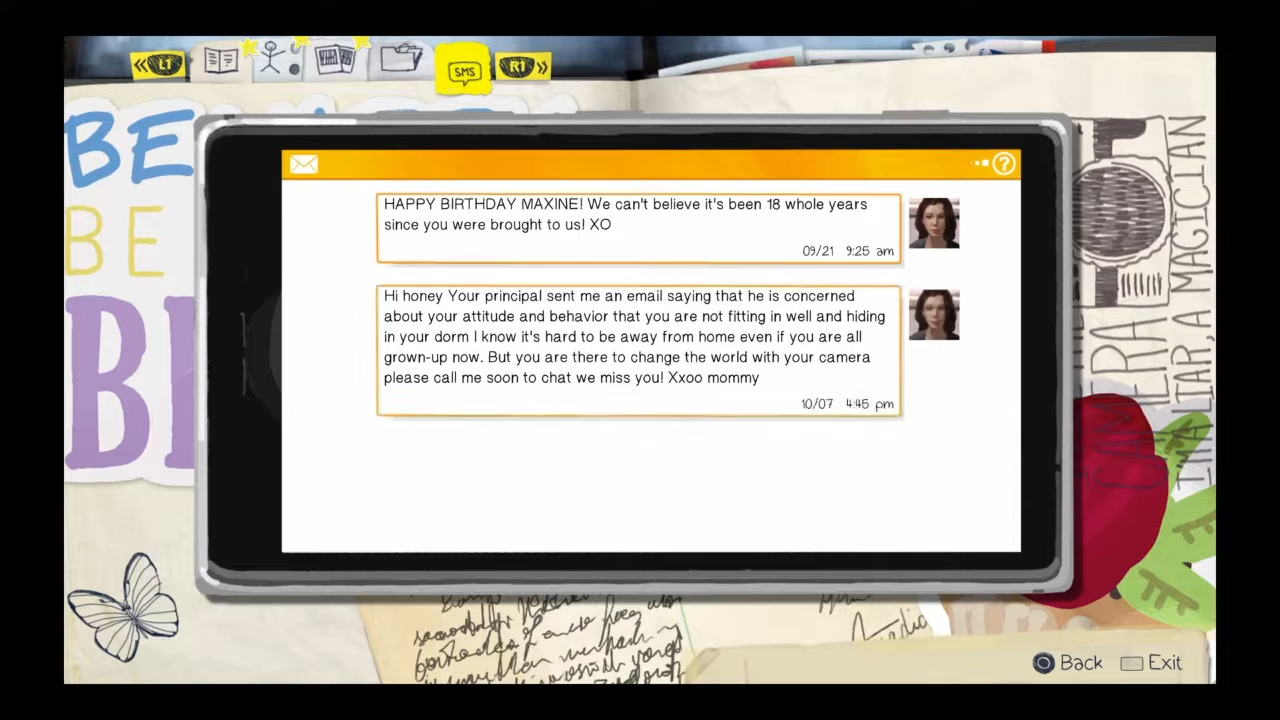 L1
SMS
R1
BE
BE
BE
HAPPY BIRTHDAY MAXINE! We can't believe it's been 18 whole years
since you were brought to us! XO
09/21 9:25 am
Hi honey Your principal sent me an email saying that he is concerned
about your attitude and behavior that you are not fitting in well and hiding
in your dorm I know it's hard to be away from home even if you are all
grown-up now. But you are there to change the world with your camera
please call me soon to chat we miss you! Xxoo mommy
10/07 4:45 pm
?
MAGICIAN
Back
Exit